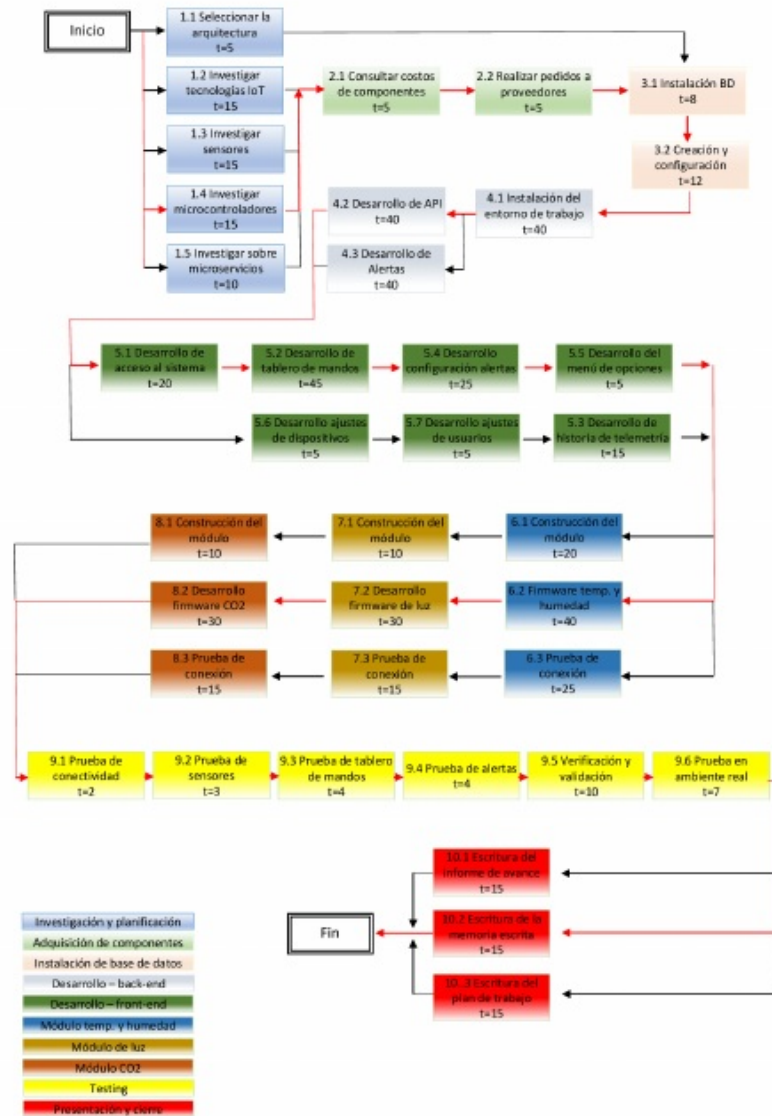 Inicio
1.1 Seleccionar la
arquitectura
t=5
1.2 Investigar
tecnologías IoT
t=15
2.1 Consultar costos
de componentes
t=5
2.2 Realizar pedidos a
proveedores
t=5
3.1 Instalación BD
t=8
1.3 Investigar
sensores
t=15
3.2 Creación y
configuración
t=12
1.4 Investigar
microcontroladores
t=15
4.2 Desarrollo de API
t=40
4.1 Instalación del
entorno de trabajo
t=40
1.5 Investigar sobre
microservicios
t=10
4.3 Desarrollo de
Alertas
t=40
5.1 Desarrollo de
acceso al sistema
t=20
5.2 Desarrollo de
tablero de mandos
t=45
5.4 Desarrollo
configuración alertas
t=25
5.5 Desarrollo del
menú de opciones
t=5
5.6 Desarrollo ajustes
de dispositivos
t=5
5.7 Desarrollo ajustes
de usuarios
t=5
5.3 Desarrollo de
historia de telemetría
t=15
8.1 Construcción del
módulo
t=10
7.1 Construcción del
módulo
t=10
6.1 Construcción del
módulo
t=20
8.2 Desarrollo
firmware CO2
t=30
7.2 Desarrollo
firmware de luz
t=30
6.2 Firmware temp. y
humedad
t=40
8.3 Prueba de
conexión
t=15
7.3 Prueba de
conexión
t=15
6.3 Prueba de
conexión
t=25
9.1 Prueba de
conectividad
t=2
9.2 Prueba de
sensores
t=3
9.3 Prueba de tablero
de mandos
t=4
9.4 Prueba de alertas
t=4
9.5 Verificación y
validación
t=10
9.6 Prueba en
ambiente real
t=7
10.1 Escritura del
informe de avance
t=15
Fin
10.2 Escritura de la
memoria escrita
t=15
10..3 Escritura del
plan de trabajo
t=15
Investigación y planificación
Adquisición de componentes
Instalación de base de datos
Desarrollo – back-end
Desarrollo – front-end
Módulo temp. y humedad
Módulo de luz
Módulo CO2
Testing
Presentación y cierre